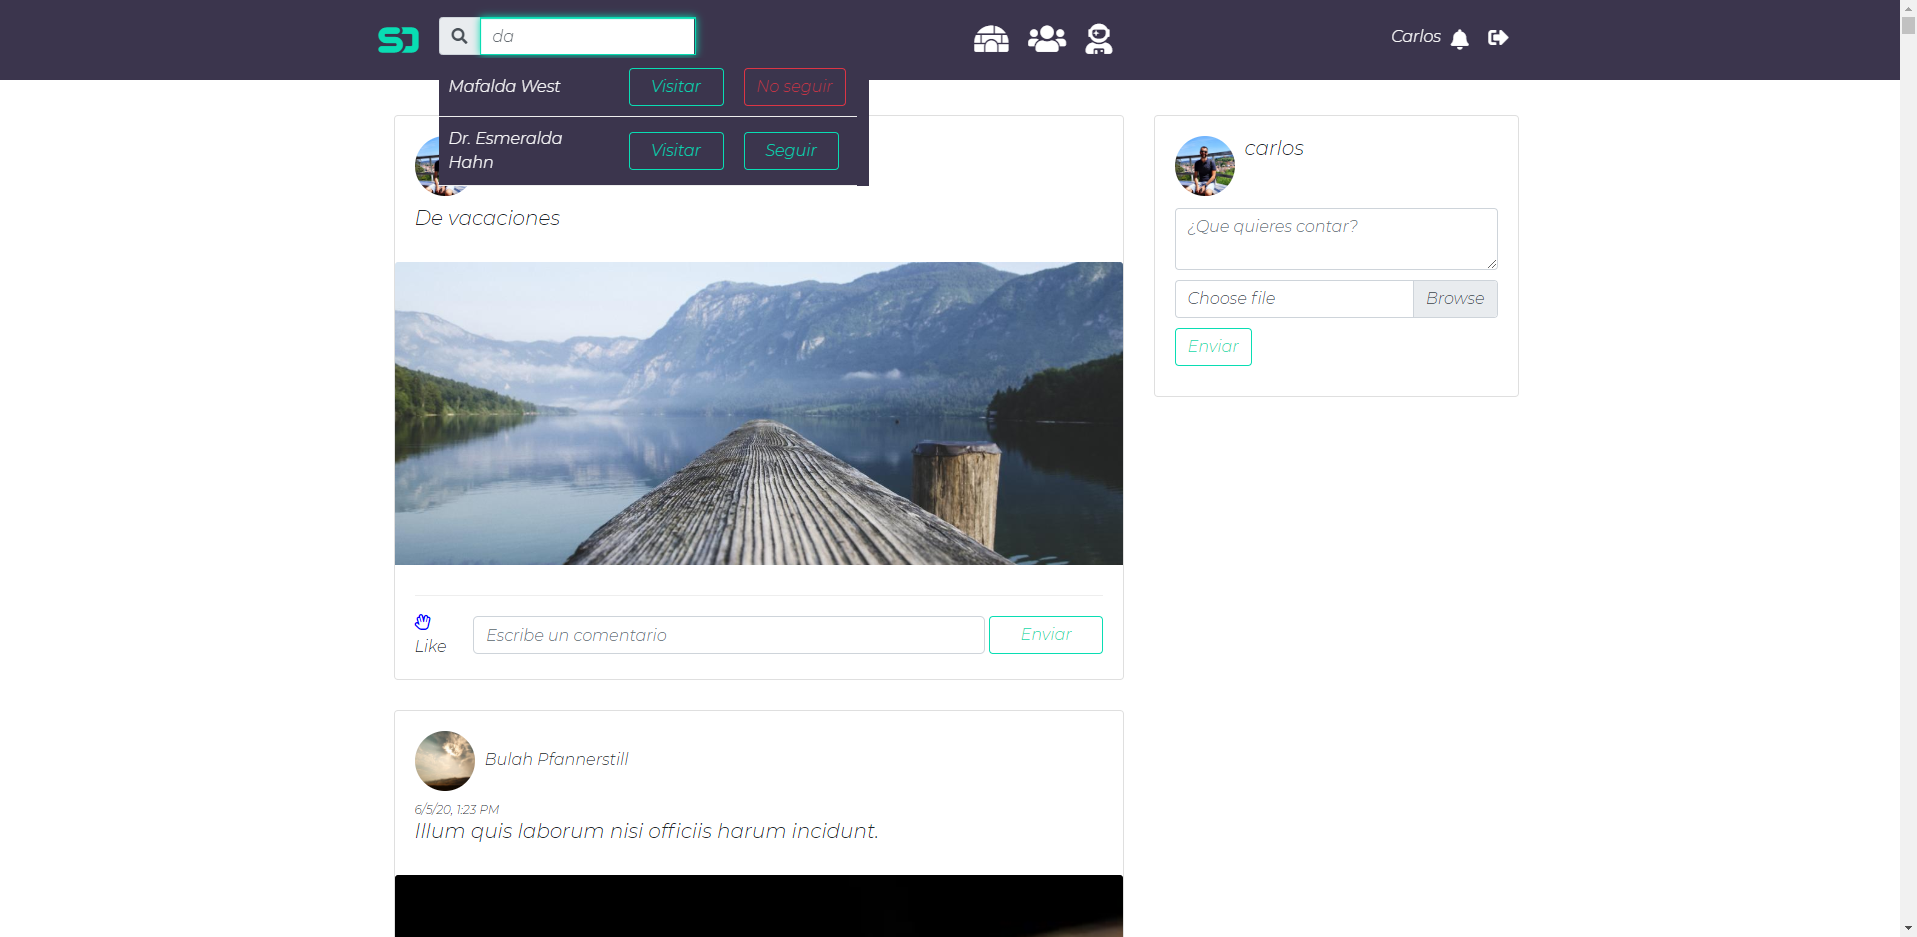 SJ
da
Carlos
Mafalda West
Visitar
No seguir
Dr. Esmeralda
Hahn
Visitar
Seguir
De vacaciones
Like
Escribe un comentario
Enviar
Bulah Pfannerstill
6/5/20, 1:23 PM
Illum quis laborum nisi officiis harum incidunt.
carlos
¿Que quieres contar?
Choose file
Browse
Enviar